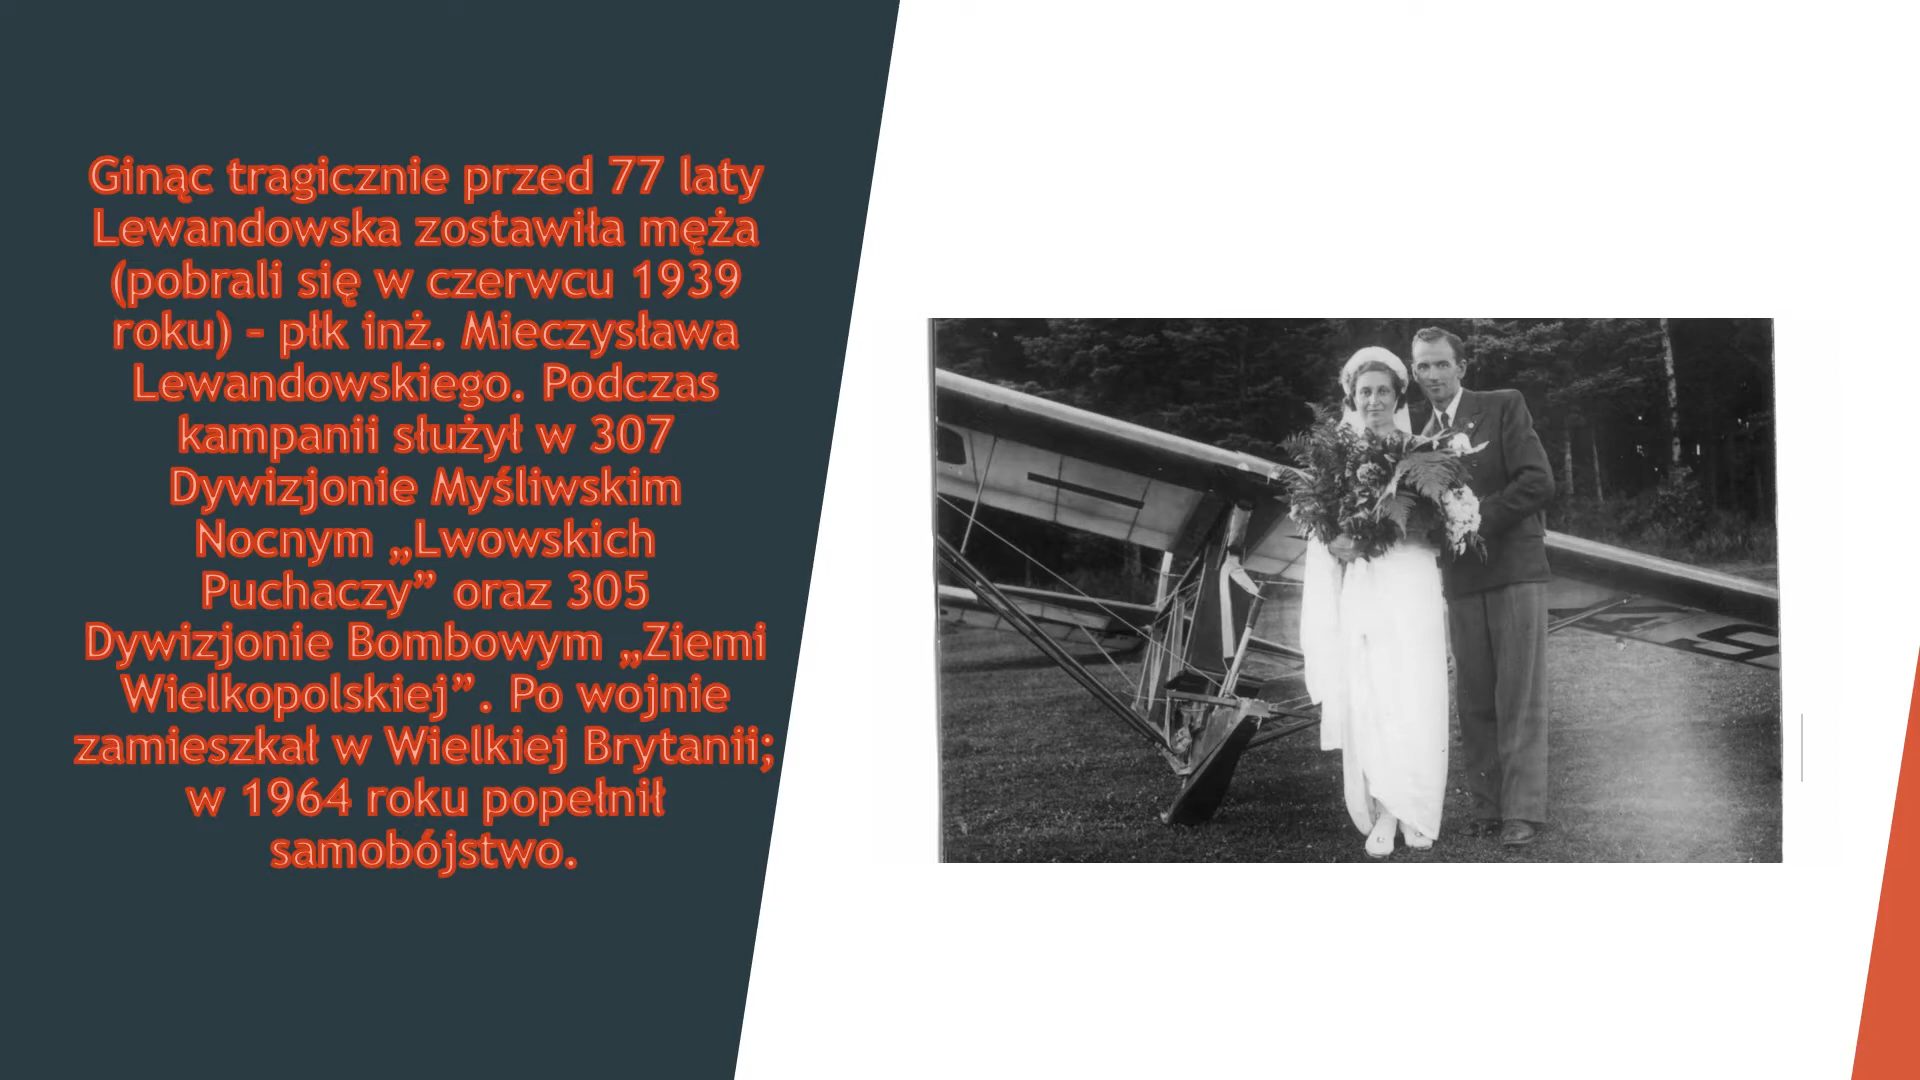 Ginąc tragicznie przed 77 laty
Lewandowska zostawiła męża
(pobrali się w czerwcu 1939
roku) - płk inż. Mieczysława
Lewandowskiego. Podczas
kampanii służył w 307
Dywizjonie Myśliwskim
Nocnym „Lwowskich
Puchaczy” oraz 305
Dywizjonie Bombowym „Ziemi
Wielkopolskiej”. Po wojnie
zamieszkał w Wielkiej Brytanii;
w 1964 roku popełnił
samobójstwo.